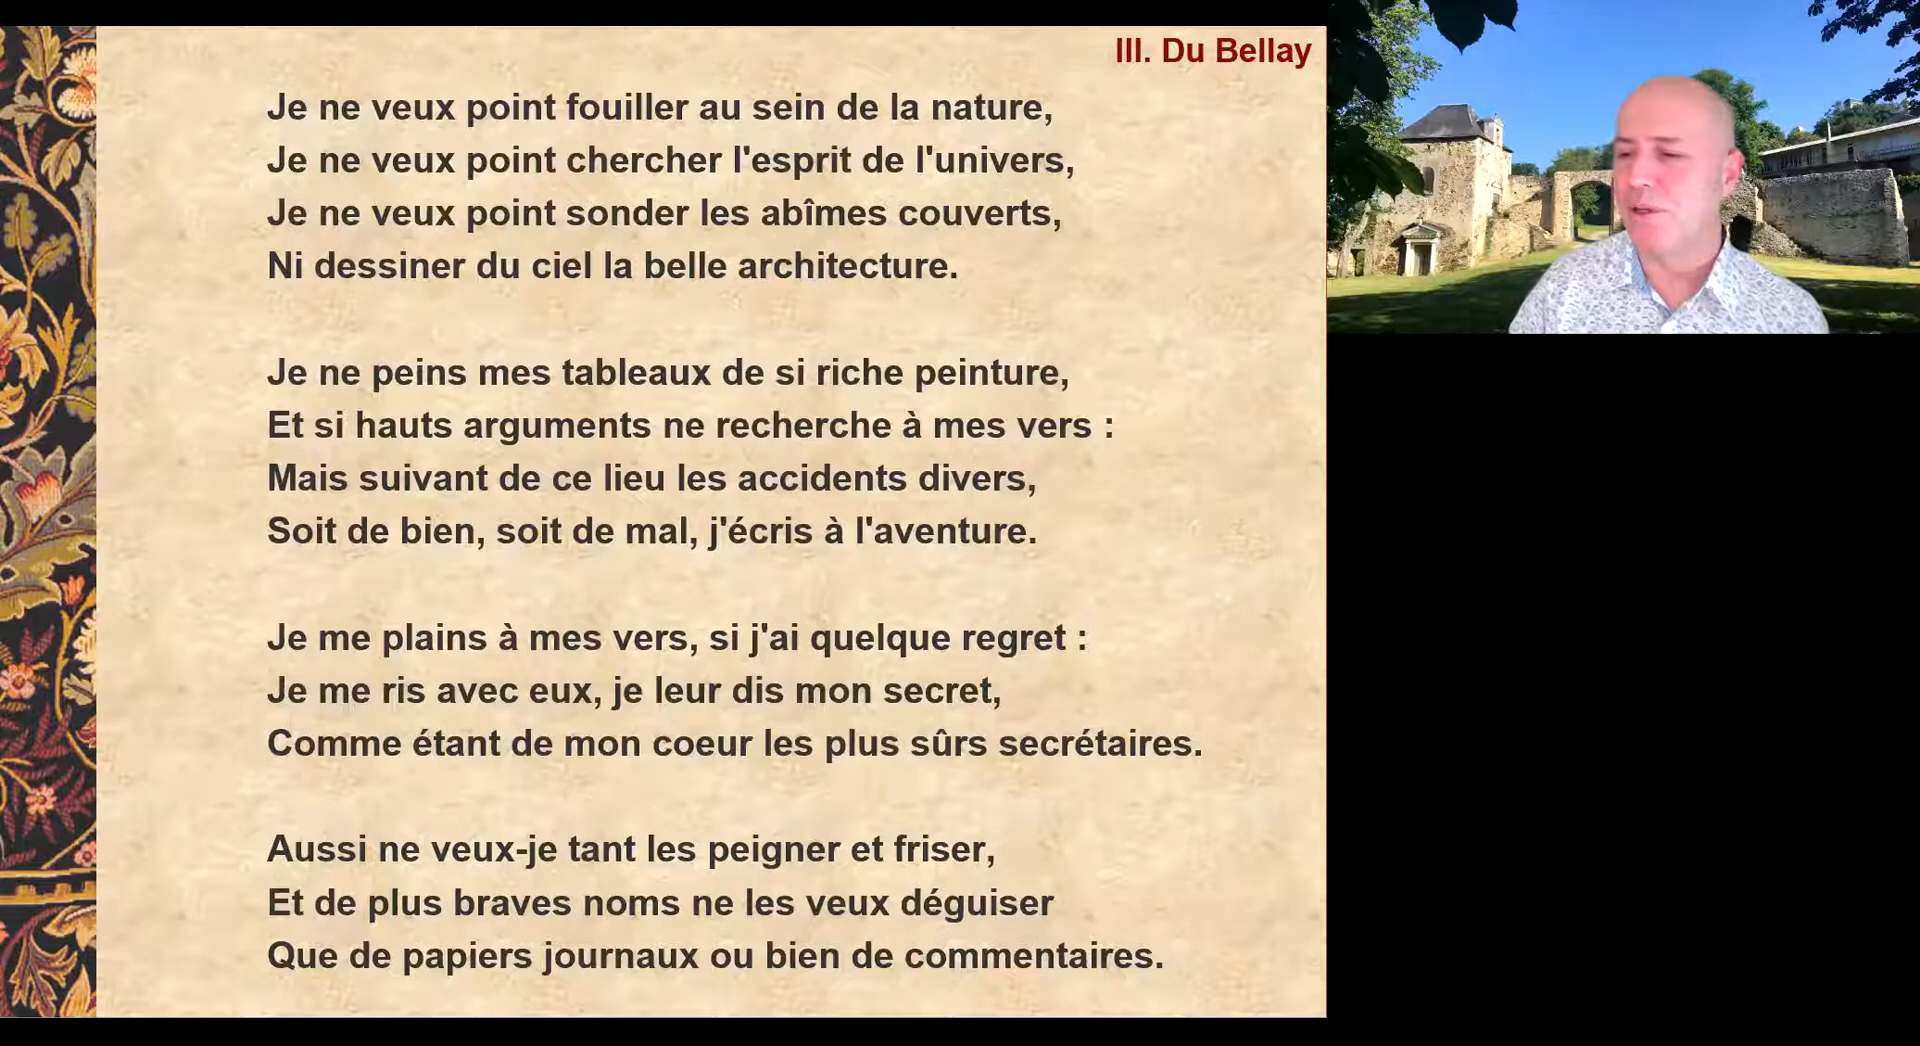 III. Du Bellay
Je ne veux point fouiller au sein de la nature,
Je ne veux point chercher l'esprit de l'univers,
Je ne veux point sonder les abîmes couverts,
Ni dessiner du ciel la belle architecture.
Je ne peins mes tableaux de si riche peinture,
Et si hauts arguments ne recherche à mes vers :
Mais suivant de ce lieu les accidents divers,
Soit de bien, soit de mal, j'écris à l'aventure.
Je me plains à mes vers, si j'ai quelque regret :
Je me ris avec eux, je leur dis mon secret,
Comme étant de mon coeur les plus sûrs secrétaires.
Aussi ne veux-je tant les peigner et friser,
Et de plus braves noms ne les veux déguiser
Que de papiers journaux ou bien de commentaires.